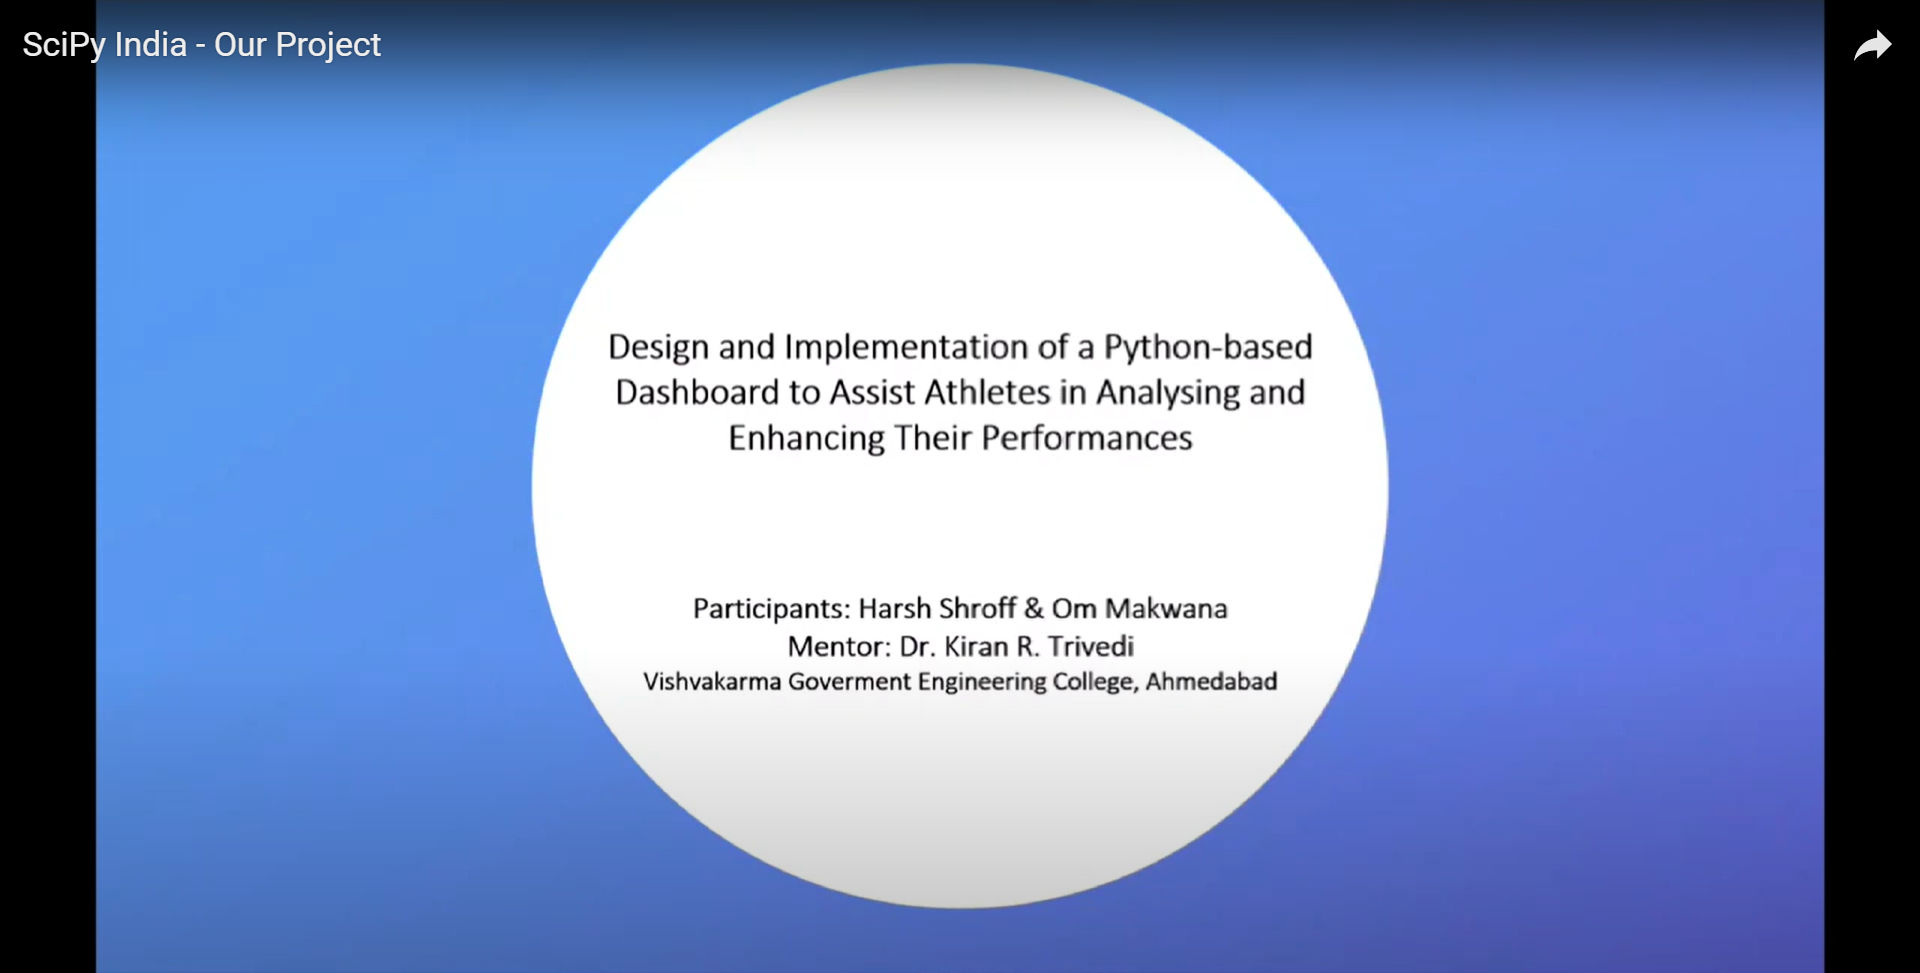 SciPy India - Our Project
Design and Implementation of a Python-based
Dashboard to Assist Athletes in Analysing and
Enhancing Their Performances
Participants: Harsh Shroff & Om Makwana
Mentor: Dr. Kiran R. Trivedi
Vishvakarma Goverment Engineering College, Ahmedabad